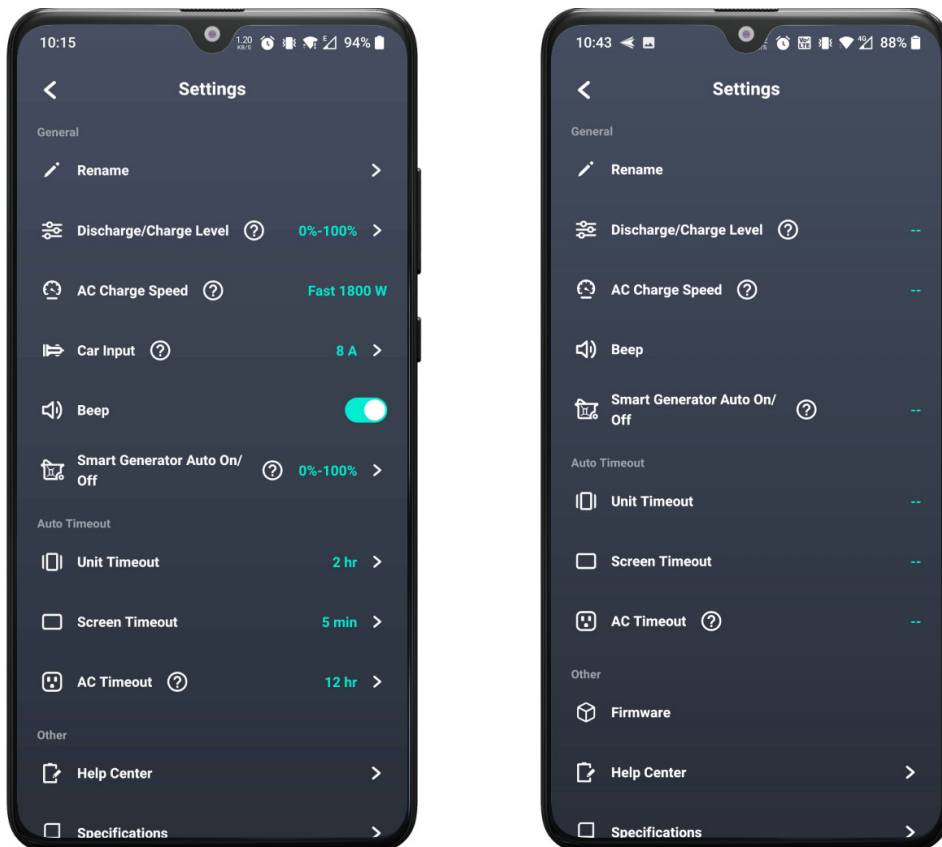 10:15
1.20
KB/S
94%
Settings
General
Rename
Discharge/Charge Level ? 0%-100%
AC Charge Speed ? Fast 1800 W
Car Input ? 8 A
Beep
Smart Generator Auto On/
Off ? 0%-100%
Auto Timeout
Unit Timeout 2 hr
Screen Timeout 5 min
AC Timeout ? 12 hr
Other
Help Center
Specifications
10:43
4G
88%
Settings
General
Rename
Discharge/Charge Level ? --
AC Charge Speed ? --
Beep
Smart Generator Auto On/
Off ? --
Auto Timeout
Unit Timeout --
Screen Timeout --
AC Timeout ? --
Other
Firmware
Help Center
Specifications